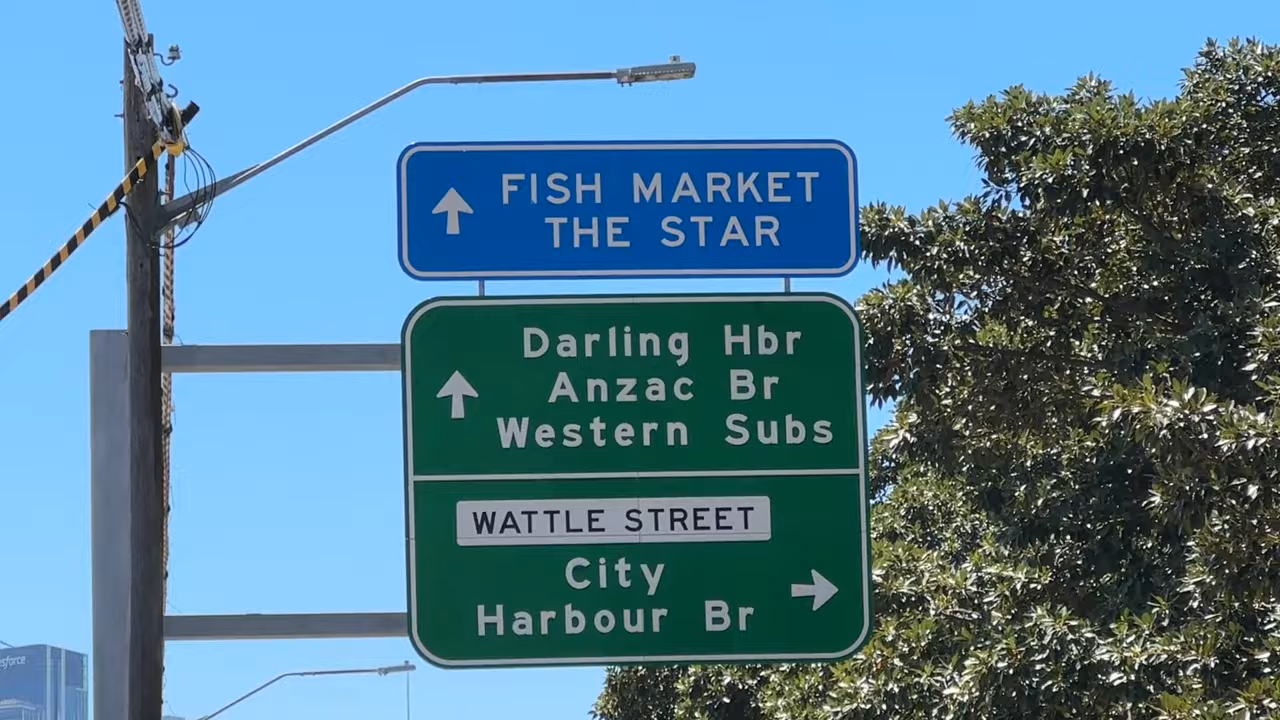 FISH MARKET
THE STAR
Darling Hbr
Anzac Br
Western Subs
WATTLE STREET
City
Harbour Br